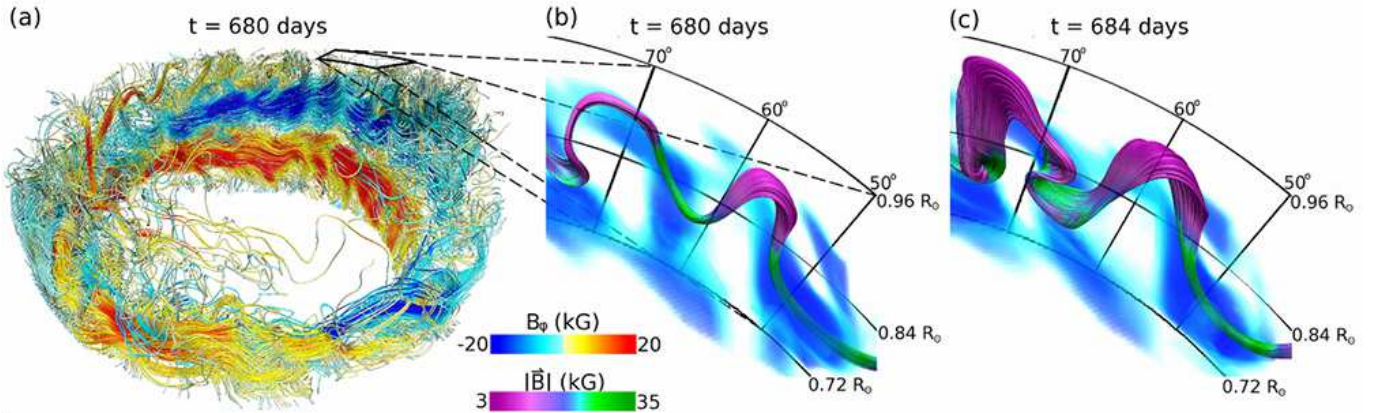 (a)
t = 680 days
(b)
t = 680 days
70°
60°
50°
0.96 R⊙
0.84 R⊙
0.72 R⊙
(c)
t = 684 days
70°
60°
50°
0.96 R⊙
0.84 R⊙
0.72 R⊙
Bφ (kG)
-20 20
|B⃗| (kG)
3 35